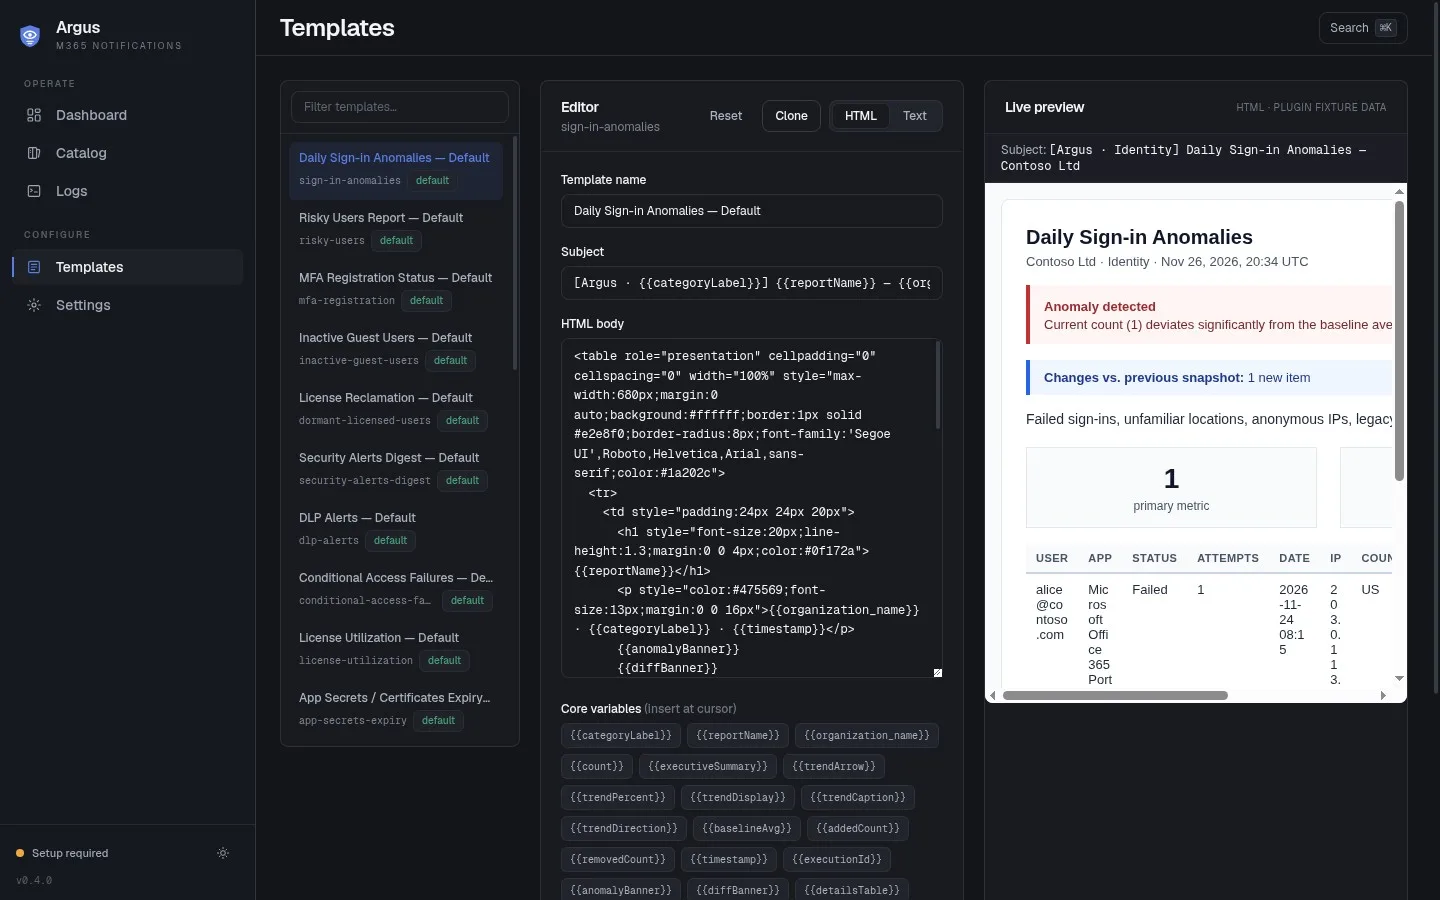 Argus
M365 NOTIFICATIONS
OPERATE
Dashboard
Catalog
Logs
CONFIGURE
Templates
Settings
Setup required
v0.4.0
Templates
Search ⌘K
Filter templates…
Daily Sign-in Anomalies — Default
sign-in-anomalies default
Risky Users Report — Default
risky-users default
MFA Registration Status — Default
mfa-registration default
Inactive Guest Users — Default
inactive-guest-users default
License Reclamation — Default
dormant-licensed-users default
Security Alerts Digest — Default
security-alerts-digest default
DLP Alerts — Default
dlp-alerts default
Conditional Access Failures — De…
conditional-access-fa… default
License Utilization — Default
license-utilization default
App Secrets / Certificates Expiry…
app-secrets-expiry default
Editor
sign-in-anomalies
Reset
Clone
HTML
Text
Template name
Daily Sign-in Anomalies — Default
Subject
[Argus · {{categoryLabel}}] {{reportName}} — {{org
HTML body
<table role="presentation" cellpadding="0"
cellspacing="0" width="100%" style="max-
width:680px;margin:0
auto;background:#ffffff;border:1px solid
#e2e8f0;border-radius:8px;font-family:'Segoe
UI',Roboto,Helvetica,Arial,sans-
serif;color:#1a202c">
<tr>
<td style="padding:24px 24px 20px">
<h1 style="font-size:20px;line-
height:1.3;margin:0 0 4px;color:#0f172a">
{{reportName}}</h1>
<p style="color:#475569;font-
size:13px;margin:0 0 16px">{{organization_name}}
· {{categoryLabel}} · {{timestamp}}</p>
{{anomalyBanner}}
{{diffBanner}}
Core variables (insert at cursor)
{{categoryLabel}} {{reportName}} {{organization_name}}
{{count}} {{executiveSummary}} {{trendArrow}}
{{trendPercent}} {{trendDisplay}} {{trendCaption}}
{{trendDirection}} {{baselineAvg}} {{addedCount}}
{{removedCount}} {{timestamp}} {{executionId}}
{{anomalyBanner}} {{diffBanner}} {{detailsTable}}
Live preview
HTML · PLUGIN FIXTURE DATA
Subject: [Argus · Identity] Daily Sign-in Anomalies —
Contoso Ltd
Daily Sign-in Anomalies
Contoso Ltd · Identity · Nov 26, 2026, 20:34 UTC
Anomaly detected
Current count (1) deviates significantly from the baseline ave
Changes vs. previous snapshot: 1 new item
Failed sign-ins, unfamiliar locations, anonymous IPs, legacy
1
primary metric
USER APP STATUS ATTEMPTS DATE IP COUN
alice Mic Failed 1 2026 2 US
@co ros -11- 0
ntoso oft 24 3.
.com Offi 08:1 0.
ce 5 1
365 1
Port 3.